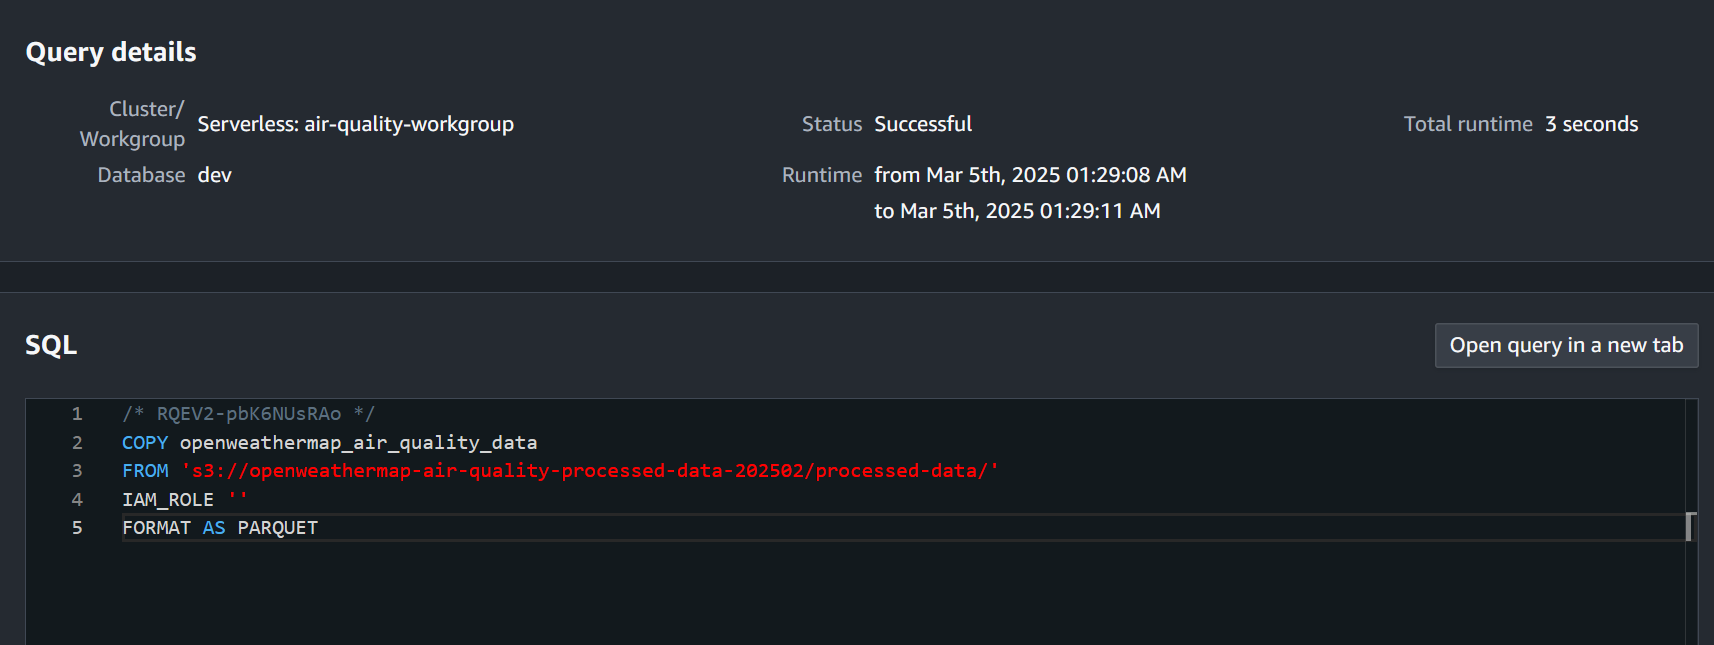 Query details
Cluster/
Workgroup
Serverless: air-quality-workgroup
Status Successful
Total runtime 3 seconds
Database dev
Runtime from Mar 5th, 2025 01:29:08 AM
to Mar 5th, 2025 01:29:11 AM
SQL
Open query in a new tab
1 /* RQEV2-pbK6NUsRAo */
2 COPY openweathermap_air_quality_data
3 FROM 's3://openweathermap-air-quality-processed-data-202502/processed-data/'
4 IAM_ROLE ''
5 FORMAT AS PARQUET